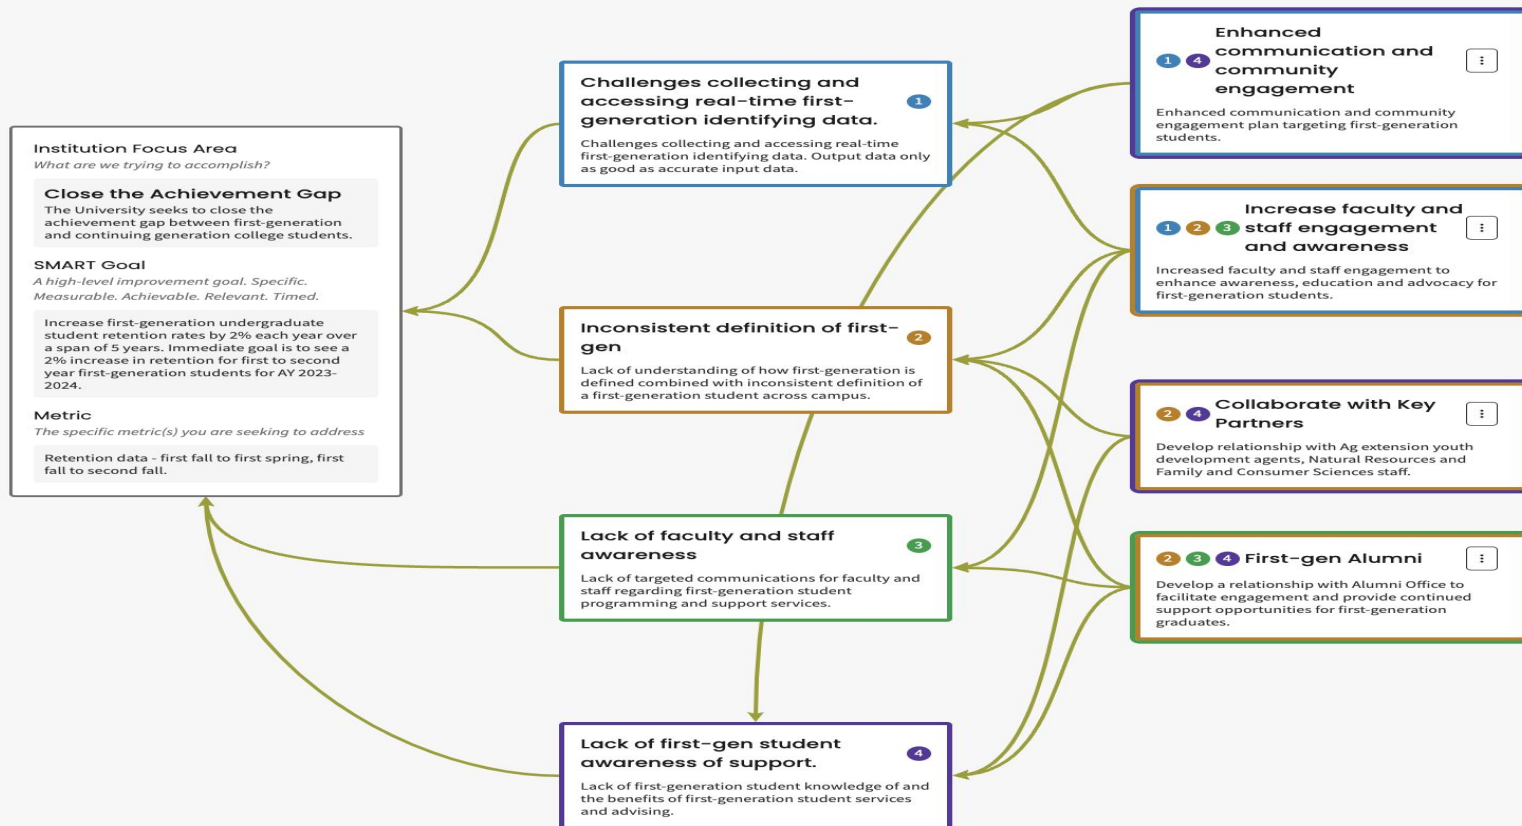 Institution Focus Area
What are we trying to accomplish?
Close the Achievement Gap
The University seeks to close the
achievement gap between first-generation
and continuing generation college students.
SMART Goal
A high-level improvement goal. Specific.
Measurable. Achievable. Relevant. Timed.
Increase first-generation undergraduate
student retention rates by 2% each year over
a span of 5 years. Immediate goal is to see a
2% increase in retention for first to second
year first-generation students for AY 2023-
2024.
Metric
The specific metric(s) you are seeking to address
Retention data - first fall to first spring, first
fall to second fall.
Challenges collecting and
accessing real-time first-
generation identifying data.
1
Challenges collecting and accessing real-time
first-generation identifying data. Output data only
as good as accurate input data.
Inconsistent definition of first-
gen
2
Lack of understanding of how first-generation is
defined combined with inconsistent definition of
a first-generation student across campus.
Lack of faculty and staff
awareness
3
Lack of targeted communications for faculty and
staff regarding first-generation student
programming and support services.
Lack of first-gen student
awareness of support.
4
Lack of first-generation student knowledge of and
the benefits of first-generation student services
and advising.
1 4
Enhanced
communication and
community
engagement
Enhanced communication and community
engagement plan targeting first-generation
students.
1 2 3
Increase faculty and
staff engagement
and awareness
Increased faculty and staff engagement to
enhance awareness, education and advocacy for
first-generation students.
2 4
Collaborate with Key
Partners
Develop relationship with Ag extension youth
development agents, Natural Resources and
Family and Consumer Sciences staff.
2 3 4 First-gen Alumni
Develop a relationship with Alumni Office to
facilitate engagement and provide continued
support opportunities for first-generation
graduates.